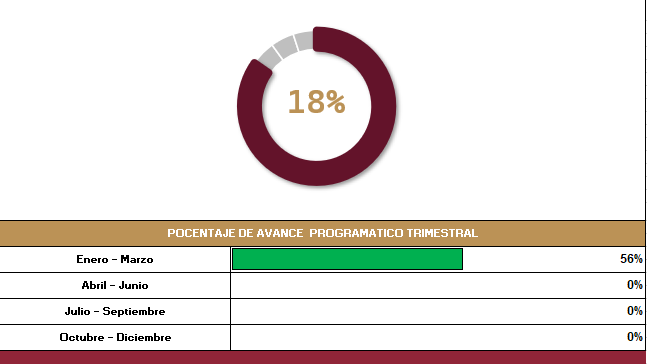 18%
POCENTAJE DE AVANCE PROGRAMATICO TRIMESTRAL
Enero - Marzo 56%
Abril - Junio 0%
Julio - Septiembre 0%
Octubre - Diciembre 0%